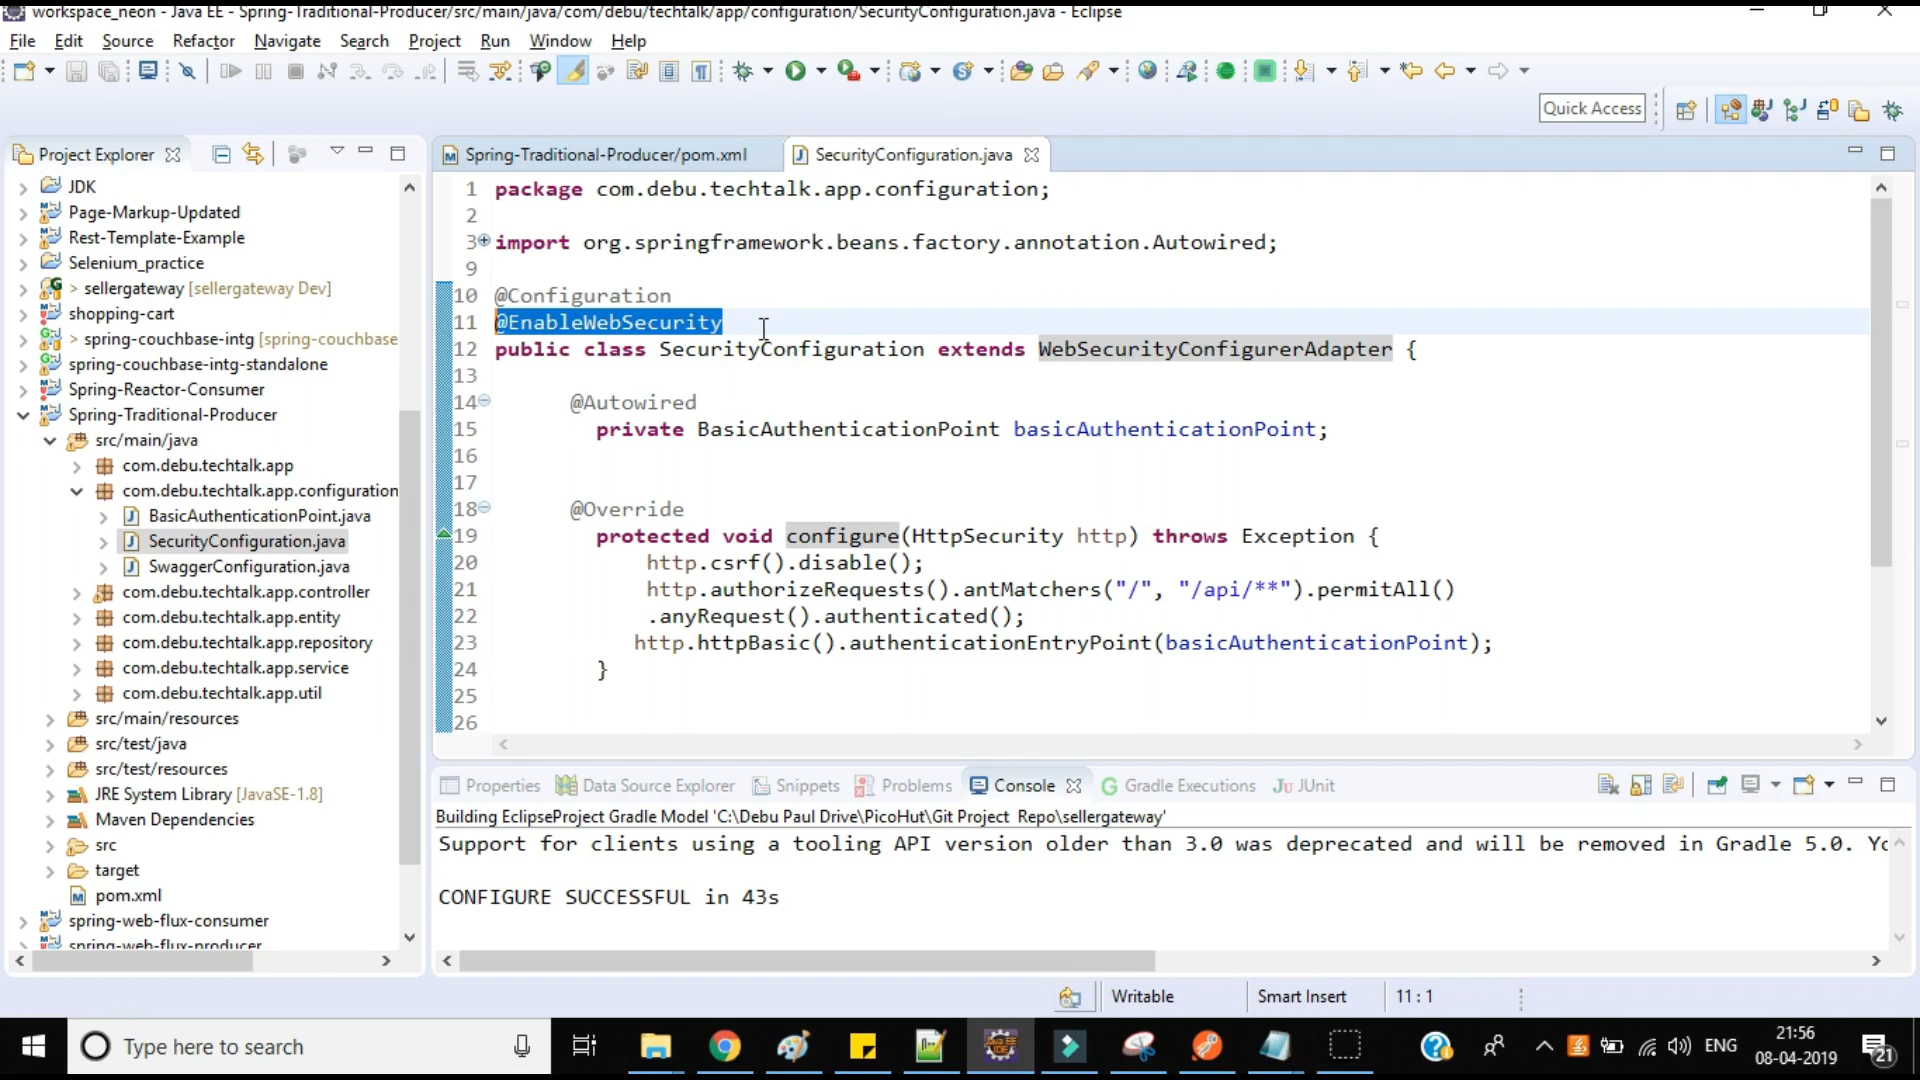 workspace_neon - Java EE - Spring-Traditional-Producer/src/main/java/com/debu/techtalk/app/configuration/SecurityConfiguration.java - Eclipse
File Edit Source Refactor Navigate Search Project Run Window Help
Quick Access
Project Explorer
JDK
Page-Markup-Updated
Rest-Template-Example
Selenium_practice
> sellergateway [sellergateway Dev]
shopping-cart
> spring-couchbase-intg [spring-couchbase
spring-couchbase-intg-standalone
Spring-Reactor-Consumer
Spring-Traditional-Producer
src/main/java
com.debu.techtalk.app
com.debu.techtalk.app.configuration
BasicAuthenticationPoint.java
SecurityConfiguration.java
SwaggerConfiguration.java
com.debu.techtalk.app.controller
com.debu.techtalk.app.entity
com.debu.techtalk.app.repository
com.debu.techtalk.app.service
com.debu.techtalk.app.util
src/main/resources
src/test/java
src/test/resources
JRE System Library [JavaSE-1.8]
Maven Dependencies
src
target
pom.xml
spring-web-flux-consumer
spring-web-flux-producer
Spring-Traditional-Producer/pom.xml SecurityConfiguration.java
1 package com.debu.techtalk.app.configuration;
2
3 import org.springframework.beans.factory.annotation.Autowired;
9
10 @Configuration
11 @EnableWebSecurity
12 public class SecurityConfiguration extends WebSecurityConfigurerAdapter {
13
14 @Autowired
15 private BasicAuthenticationPoint basicAuthenticationPoint;
16
17
18 @Override
19 protected void configure(HttpSecurity http) throws Exception {
20 http.csrf().disable();
21 http.authorizeRequests().antMatchers("/", "/api/**").permitAll()
22 .anyRequest().authenticated();
23 http.httpBasic().authenticationEntryPoint(basicAuthenticationPoint);
24 }
25
26
Properties Data Source Explorer Snippets Problems Console Gradle Executions JUnit
Building EclipseProject Gradle Model 'C:\Debu Paul Drive\PicoHut\Git Project Repo\sellergateway'
Support for clients using a tooling API version older than 3.0 was deprecated and will be removed in Gradle 5.0. Yo
CONFIGURE SUCCESSFUL in 43s
Writable Smart Insert 11 : 1
Type here to search
ENG
21:56
08-04-2019
21